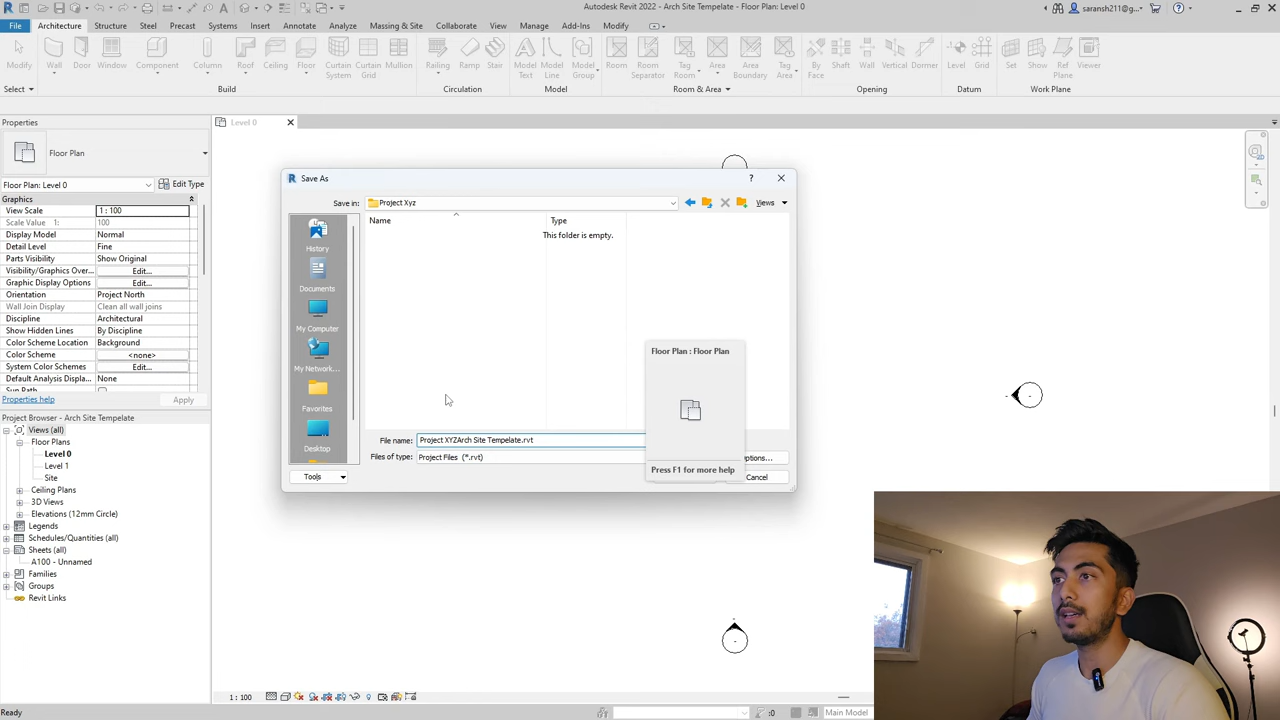 Autodesk Revit 2022 - Arch Site Tempelate - Floor Plan: Level 0
saransh211@g...
File Architecture Structure Steel Precast Systems Insert Annotate Analyze Massing & Site Collaborate View Manage Add-Ins Modify
Modify Wall Door Window Component Column Roof Ceiling Floor Curtain System Curtain Grid Mullion Railing Ramp Stair Model Text Model Line Model Group Room Room Separator Tag Room Area Area Boundary Tag Area By Face Shaft Wall Vertical Dormer Level Grid Set Show Ref Plane Viewer
Select Build Circulation Model Room & Area Opening Datum Work Plane
Properties
Level 0
Floor Plan
Floor Plan: Level 0 Edit Type
Graphics
View Scale 1 : 100
Scale Value 1: 100
Display Model Normal
Detail Level Fine
Parts Visibility Show Original
Visibility/Graphics Over... Edit...
Graphic Display Options Edit...
Orientation Project North
Wall Join Display Clean all wall joins
Discipline Architectural
Show Hidden Lines By Discipline
Color Scheme Location Background
Color Scheme <none>
System Color Schemes Edit...
Default Analysis Displa... None
Sun Path
Properties help Apply
Project Browser - Arch Site Tempelate
Views (all)
Floor Plans
Level 0
Level 1
Site
Ceiling Plans
3D Views
Elevations (12mm Circle)
Legends
Schedules/Quantities (all)
Sheets (all)
A100 - Unnamed
Families
Groups
Revit Links
Save As
Save in: Project Xyz Views
Name Type
This folder is empty.
History
Documents
My Computer
My Network...
Favorites
Desktop
Floor Plan : Floor Plan
Press F1 for more help
File name: Project XYZArch Site Tempelate.rvt
Files of type: Project Files (*.rvt) ptions...
Tools Cancel
1 : 100
Ready :0 Main Model